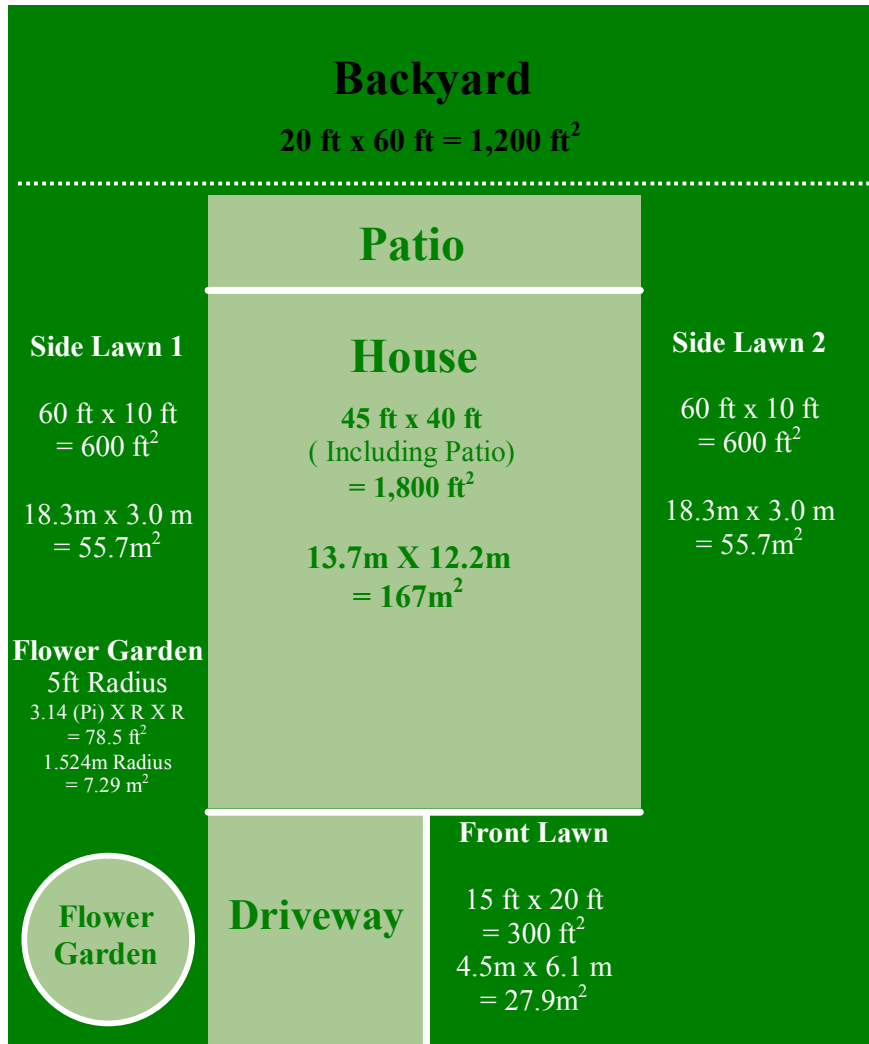 Backyard
20 ft x 60 ft = 1,200 ft²
Patio
Side Lawn 1
60 ft x 10 ft
= 600 ft²
18.3m x 3.0 m
= 55.7m²
House
45 ft x 40 ft
( Including Patio)
= 1,800 ft²
13.7m X 12.2m
= 167m²
Side Lawn 2
60 ft x 10 ft
= 600 ft²
18.3m x 3.0 m
= 55.7m²
Flower Garden
5ft Radius
3.14 (Pi) X R X R
= 78.5 ft²
1.524m Radius
= 7.29 m²
Flower
Garden
Driveway
Front Lawn
15 ft x 20 ft
= 300 ft²
4.5m x 6.1 m
= 27.9m²